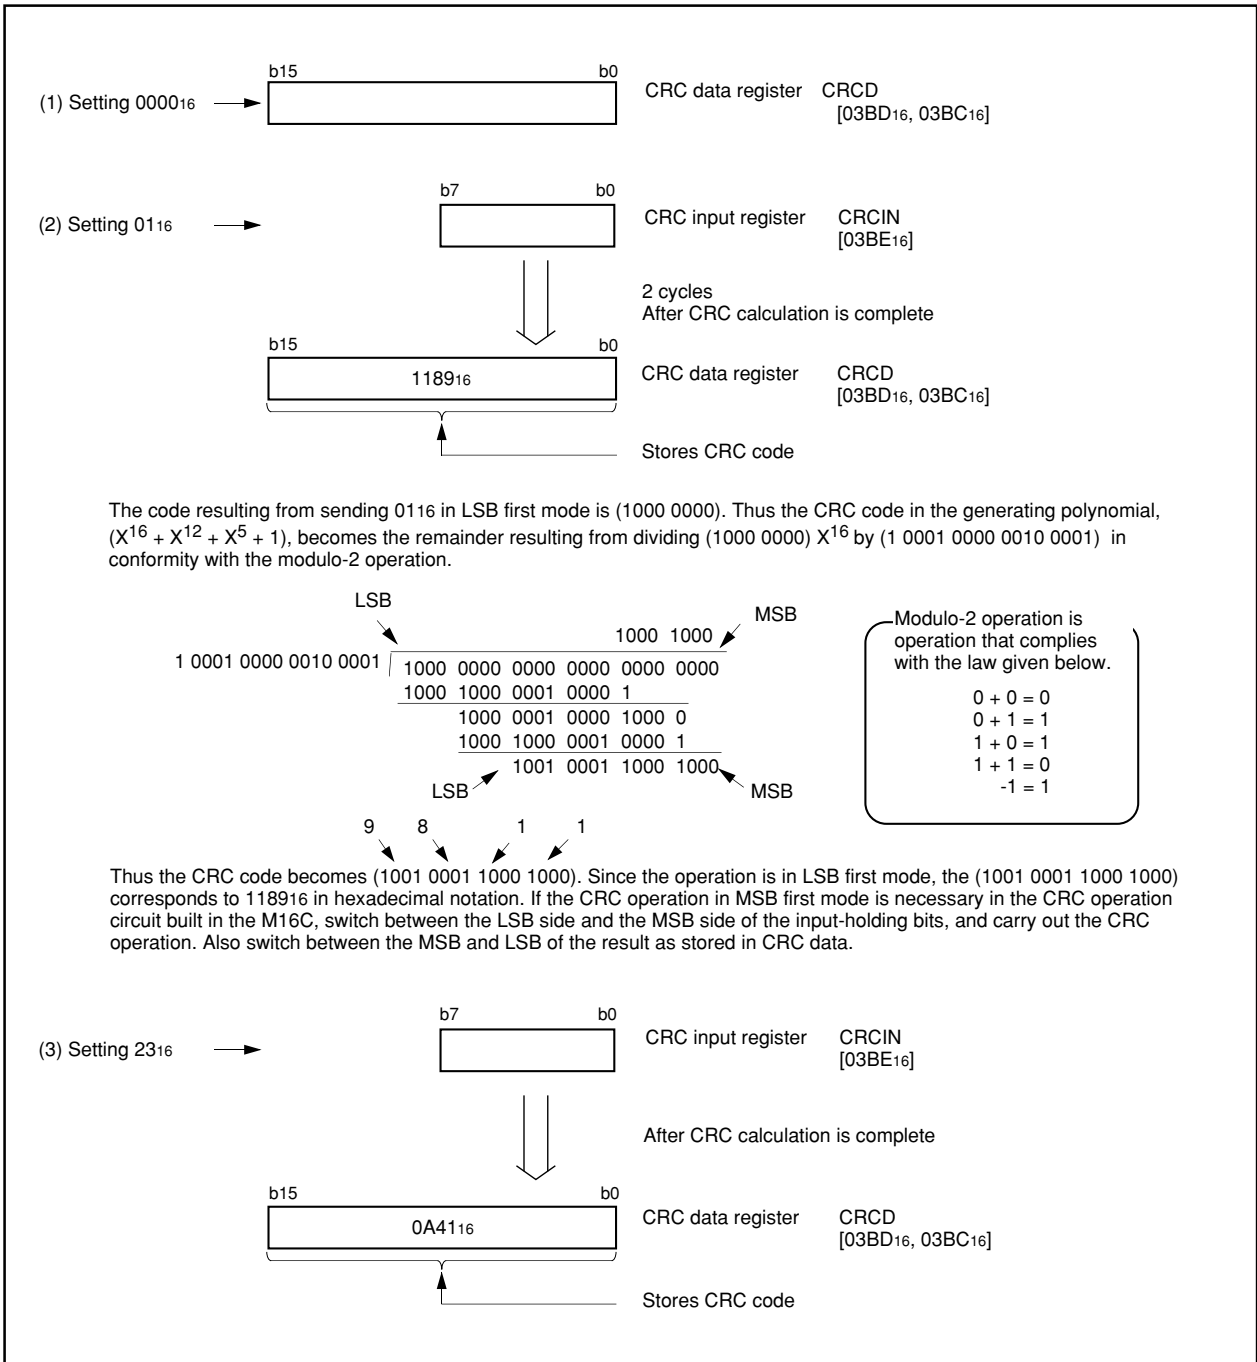 b15 b0
(1) Setting 0000₁₆
CRC data register CRCD
[03BD₁₆, 03BC₁₆]
b7 b0
(2) Setting 01₁₆
CRC input register CRCIN
[03BE₁₆]
2 cycles
After CRC calculation is complete
b15 b0
1189₁₆
CRC data register CRCD
[03BD₁₆, 03BC₁₆]
Stores CRC code
The code resulting from sending 01₁₆ in LSB first mode is (1000 0000). Thus the CRC code in the generating polynomial,
(X¹⁶ + X¹² + X⁵ + 1), becomes the remainder resulting from dividing (1000 0000) X¹⁶ by (1 0001 0000 0010 0001) in
conformity with the modulo-2 operation.
LSB
MSB
1000 1000
1 0001 0000 0010 0001
1000 0000 0000 0000 0000 0000
1000 1000 0001 0000 1
1000 0001 0000 1000 0
1000 1000 0001 0000 1
1001 0001 1000 1000
LSB
MSB
Modulo-2 operation is
operation that complies
with the law given below.
0 + 0 = 0
0 + 1 = 1
1 + 0 = 1
1 + 1 = 0
-1 = 1
9 8 1 1
Thus the CRC code becomes (1001 0001 1000 1000). Since the operation is in LSB first mode, the (1001 0001 1000 1000)
corresponds to 1189₁₆ in hexadecimal notation. If the CRC operation in MSB first mode is necessary in the CRC operation
circuit built in the M16C, switch between the LSB side and the MSB side of the input-holding bits, and carry out the CRC
operation. Also switch between the MSB and LSB of the result as stored in CRC data.
b7 b0
(3) Setting 23₁₆
CRC input register CRCIN
[03BE₁₆]
After CRC calculation is complete
b15 b0
0A41₁₆
CRC data register CRCD
[03BD₁₆, 03BC₁₆]
Stores CRC code